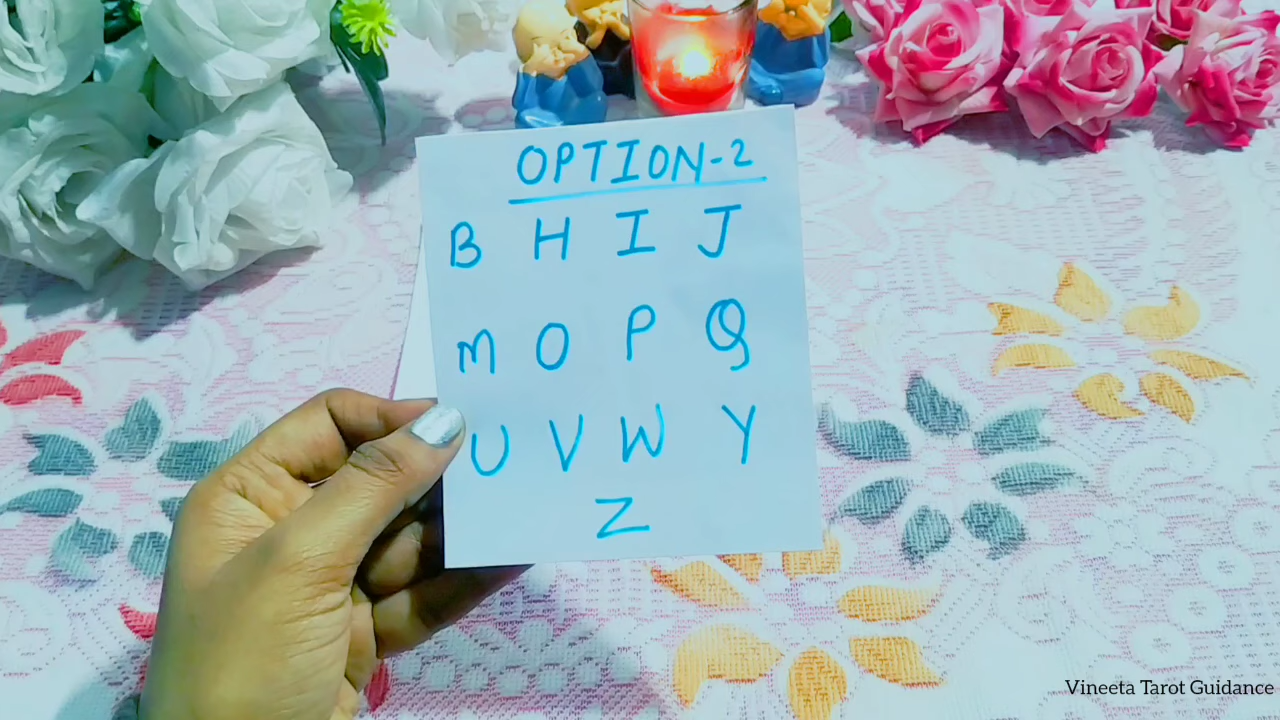 OPTION-2
B H I J
M O P Q
U V W Y
Z
Vineeta Tarot Guidance